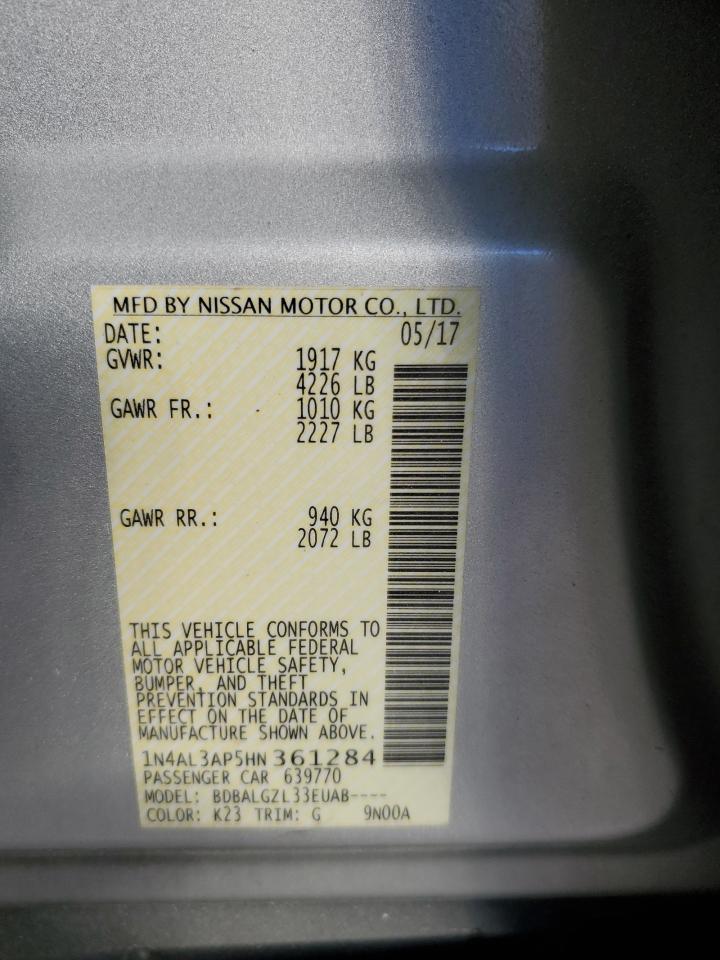 MFD BY NISSAN MOTOR CO., LTD.
DATE: 05/17
GVWR: 1917 KG
4226 LB
GAWR FR.: 1010 KG
2227 LB
GAWR RR.: 940 KG
2072 LB
THIS VEHICLE CONFORMS TO
ALL APPLICABLE FEDERAL
MOTOR VEHICLE SAFETY,
BUMPER, AND THEFT
PREVENTION STANDARDS IN
EFFECT ON THE DATE OF
MANUFACTURE SHOWN ABOVE.
1N4AL3AP5HN361284
PASSENGER CAR 639770
MODEL: BDBALGZL33EUAB----
COLOR: K23 TRIM: G 9N00A